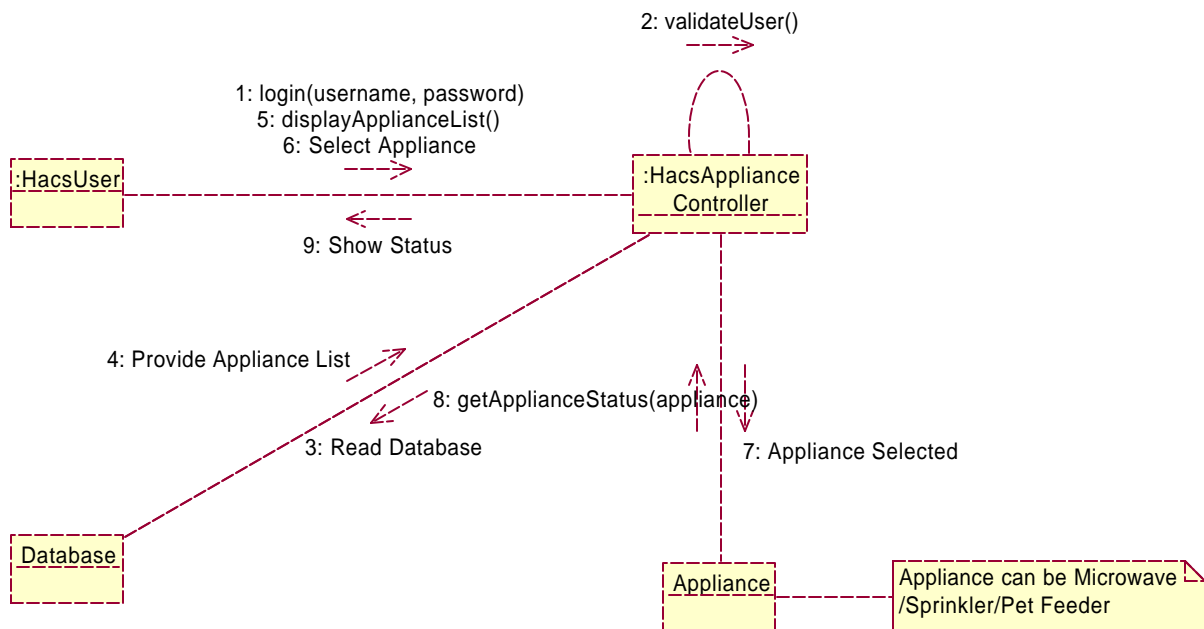 2: validateUser()
1: login(username, password)
5: displayApplianceList()
6: Select Appliance
:HacsUser
:HacsAppliance
Controller
9: Show Status
4: Provide Appliance List
8: getApplianceStatus(appliance)
3: Read Database
7: Appliance Selected
Database
Appliance
Appliance can be Microwave
/Sprinkler/Pet Feeder